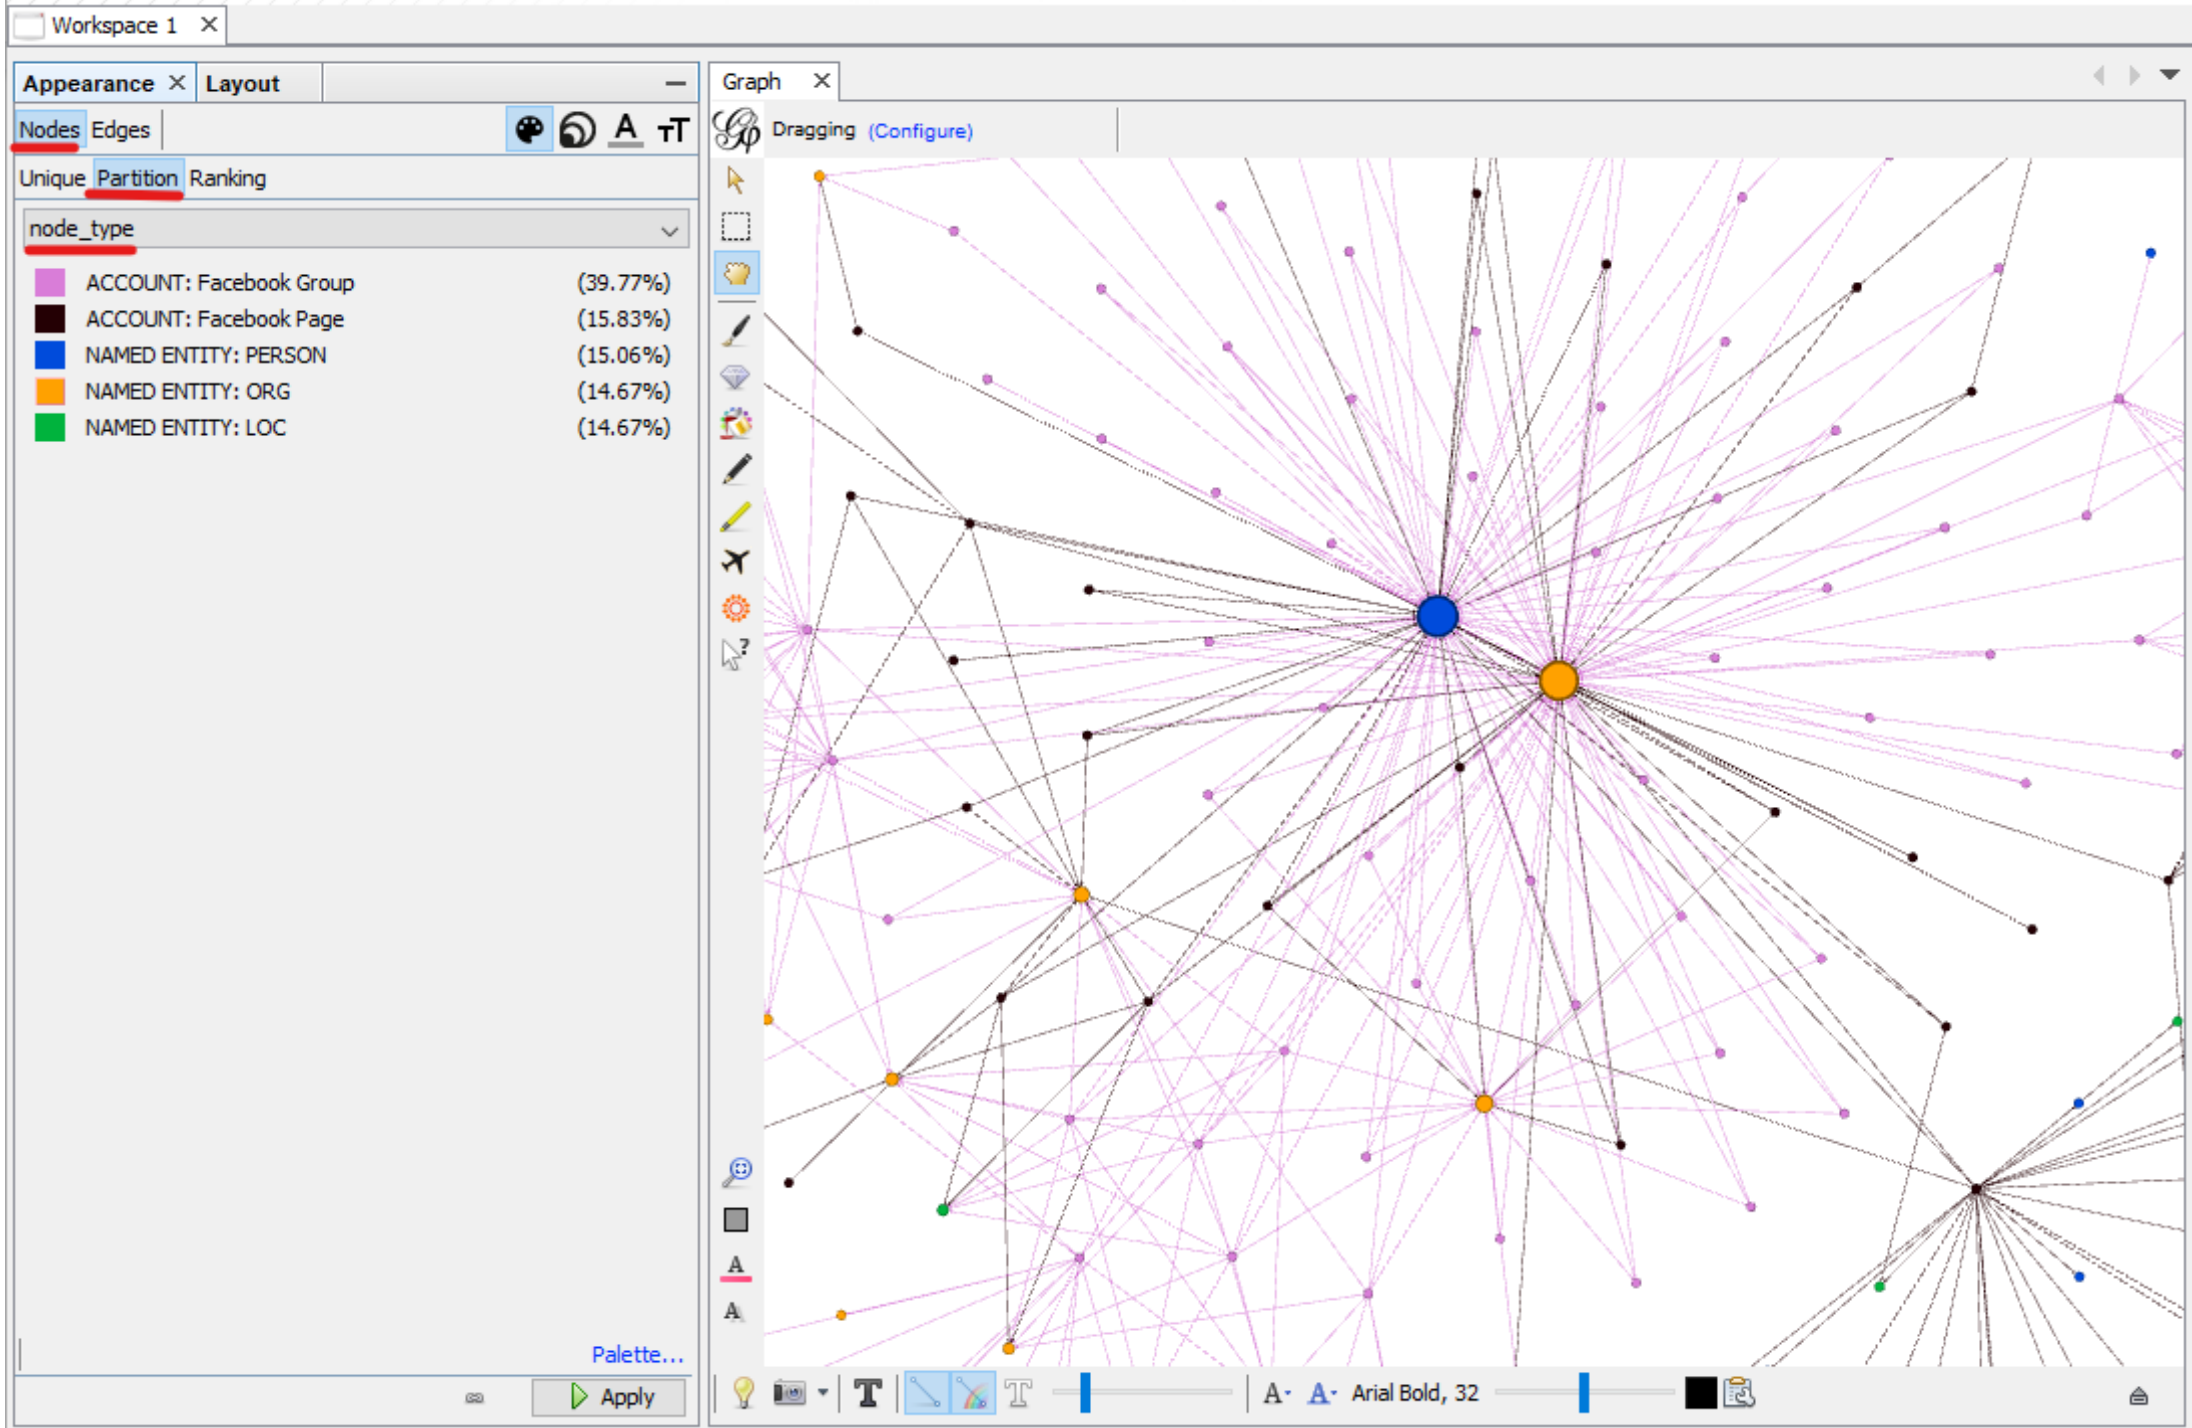 Workspace 1
Appearance Layout
Nodes Edges A TT
Unique Partition Ranking
node_type
ACCOUNT: Facebook Group (39.77%)
ACCOUNT: Facebook Page (15.83%)
NAMED ENTITY: PERSON (15.06%)
NAMED ENTITY: ORG (14.67%)
NAMED ENTITY: LOC (14.67%)
Palette...
Apply
Graph
Dragging (Configure)
?
A
A
T T A A Arial Bold, 32